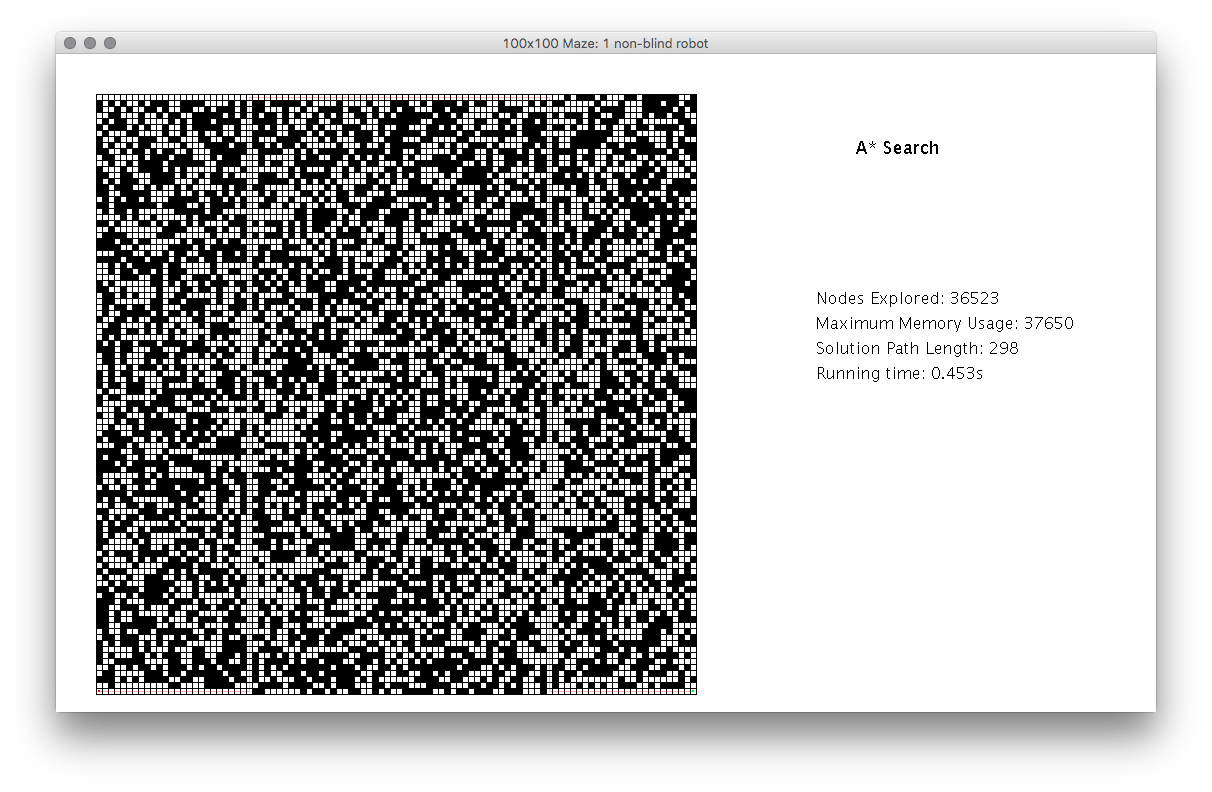 100x100 Maze: 1 non-blind robot
A* Search
Nodes Explored: 36523
Maximum Memory Usage: 37650
Solution Path Length: 298
Running time: 0.453s